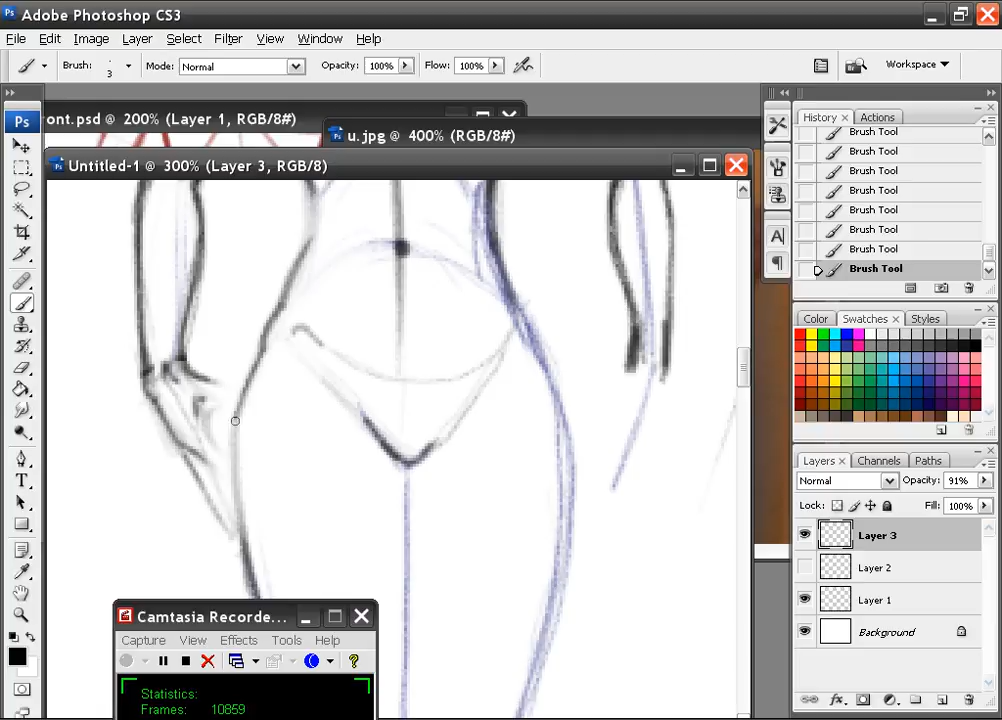 Ps Adobe Photoshop CS3
File Edit Image Layer Select Filter View Window Help
Brush: 3 Mode: Normal Opacity: 100% Flow: 100% Workspace
ront.psd @ 200% (Layer 1, RGB/8#)
u.jpg @ 400% (RGB/8#)
Untitled-1 @ 300% (Layer 3, RGB/8)
Ps
T
A
History x Actions
Brush Tool
Brush Tool
Brush Tool
Brush Tool
Brush Tool
Brush Tool
Brush Tool
Brush Tool
Color Swatches x Styles
Layers x Channels Paths
Normal Opacity: 91%
Lock: Fill: 100%
Layer 3
Layer 2
Layer 1
Background
Camtasia Recorde...
Capture View Effects Tools Help
Statistics:
Frames: 10859